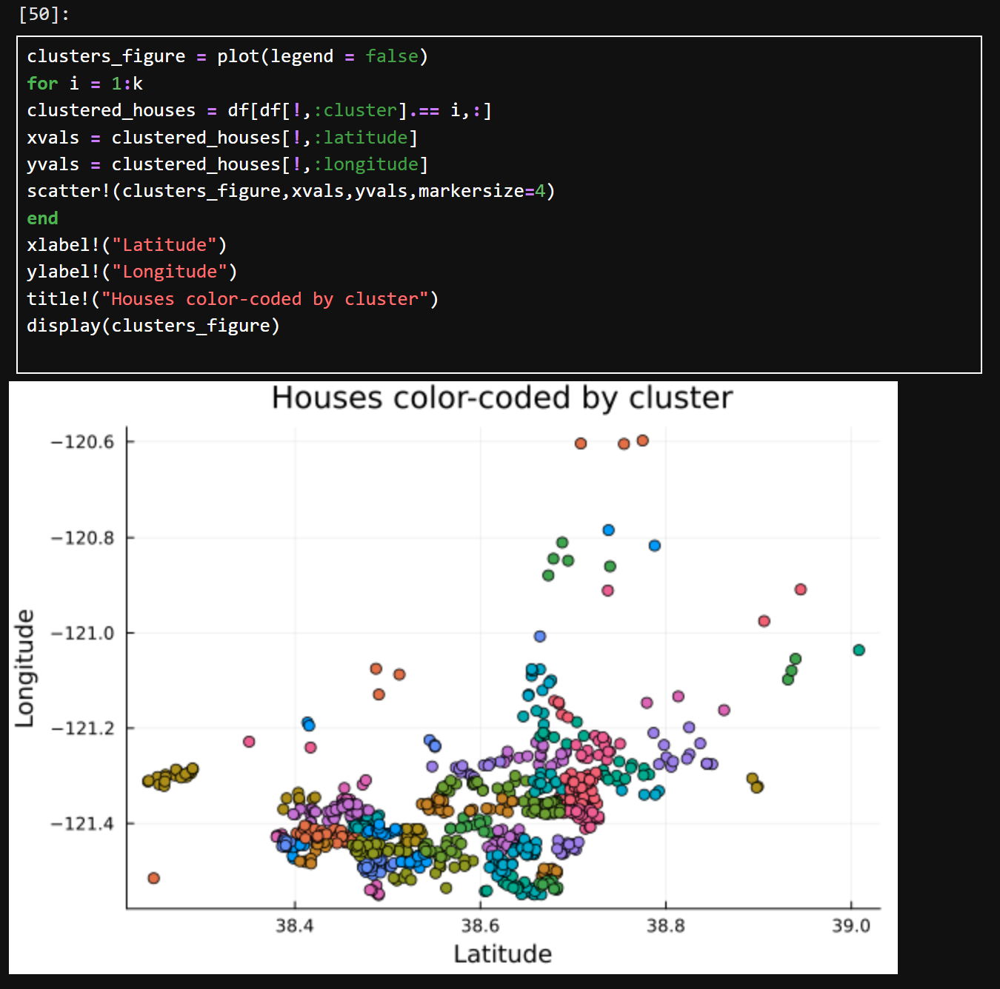 [50]:
clusters_figure = plot(legend = false)
for i = 1:k
clustered_houses = df[df[!,:cluster].== i,:]
xvals = clustered_houses[!,:latitude]
yvals = clustered_houses[!,:longitude]
scatter!(clusters_figure,xvals,yvals,markersize=4)
end
xlabel!("Latitude")
ylabel!("Longitude")
title!("Houses color-coded by cluster")
display(clusters_figure)
Houses color-coded by cluster
−120.6
−120.8
−121.0
−121.2
−121.4
Longitude
38.4 38.6 38.8 39.0
Latitude